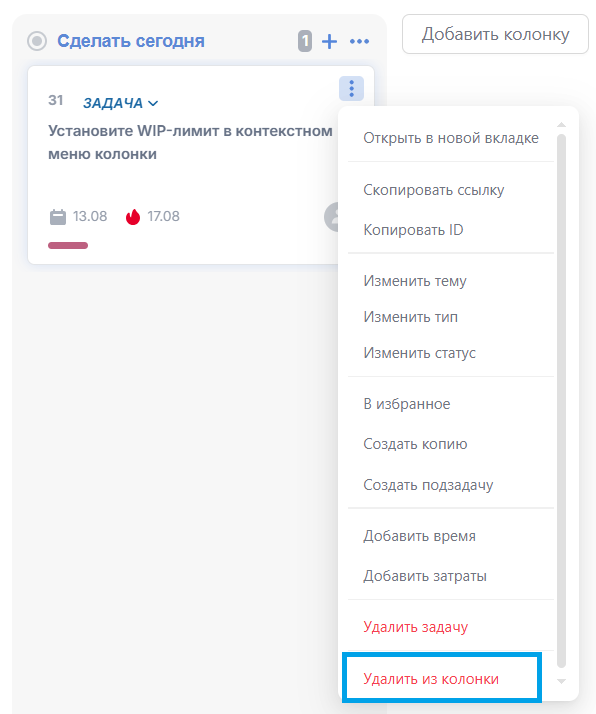 Сделать сегодня
1
Добавить колонку
31
ЗАДАЧА
Установите WIP-лимит в контекстном
меню колонки
13.08
17.08
Открыть в новой вкладке
Скопировать ссылку
Копировать ID
Изменить тему
Изменить тип
Изменить статус
В избранное
Создать копию
Создать подзадачу
Добавить время
Добавить затраты
Удалить задачу
Удалить из колонки